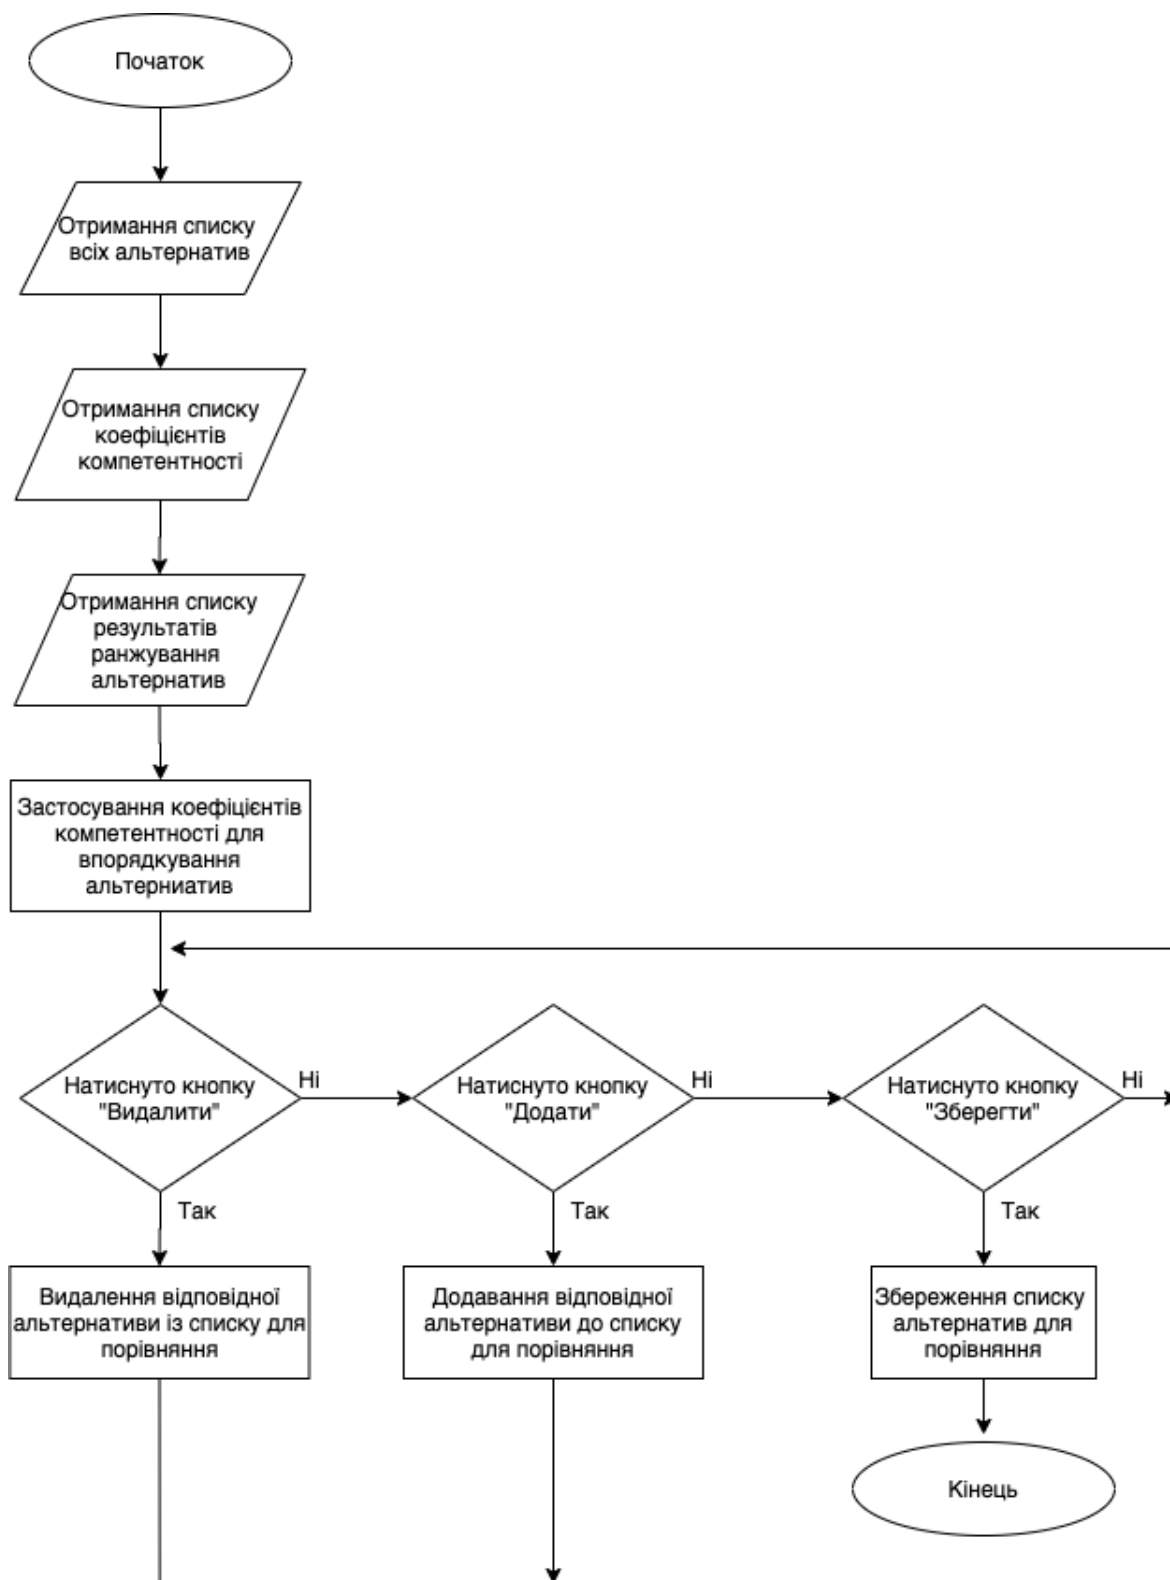 Початок
Отримання списку
всіх альтернатив
Отримання списку
коефіцієнтів
компетентності
Отримання списку
результатів
ранжування
альтернатив
Застосування коефіцієнтів
компетентності для
впорядкування
альтерниатив
Натиснуто кнопку
"Видалити"
Ні
Натиснуто кнопку
"Додати"
Ні
Натиснуто кнопку
"Зберегти"
Ні
Так
Так
Так
Видалення відповідної
альтернативи із списку для
порівняння
Додавання відповідної
альтернативи до списку
для порівняння
Збереження списку
альтернатив для
порівняння
Кінець